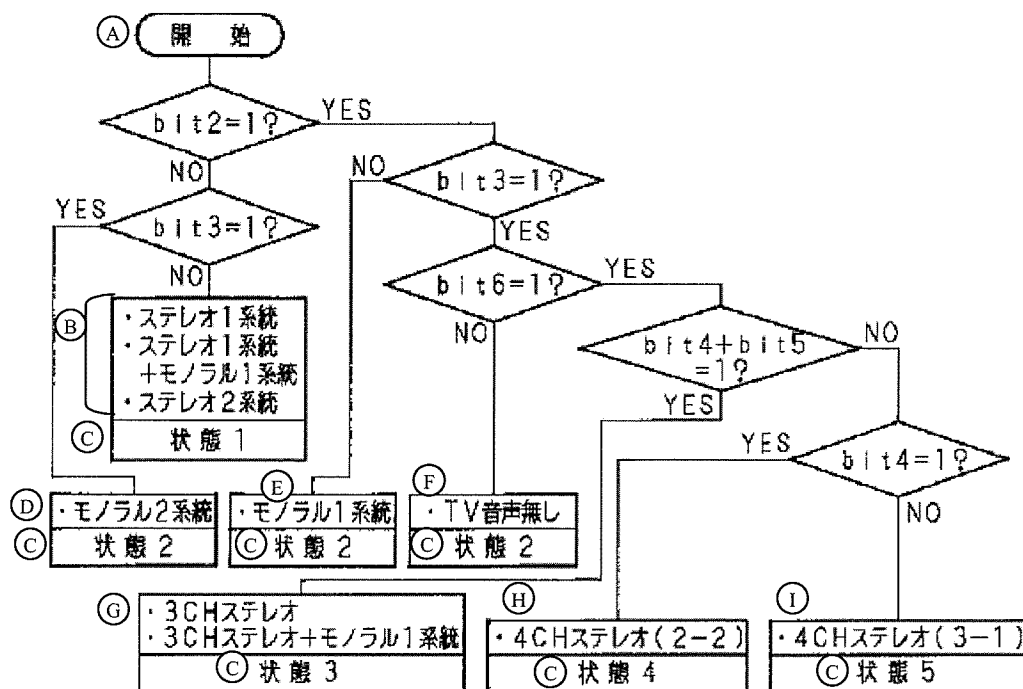 A 開 始
bit2=1?
YES
NO
bit3=1?
YES
NO
bit3=1?
NO
YES
bit6=1?
YES
NO
B
・ステレオ1系統
・ステレオ1系統
+モノラル1系統
・ステレオ2系統
C 状態1
bit4+bit5
=1?
NO
YES
bit4=1?
YES
NO
D ・モノラル2系統
C 状態2
E
・モノラル1系統
C 状態2
F
・TV音声無し
C 状態2
G ・3CHステレオ
・3CHステレオ+モノラル1系統
C 状態3
H
・4CHステレオ(2-2)
C 状態4
I
・4CHステレオ(3-1)
C 状態5